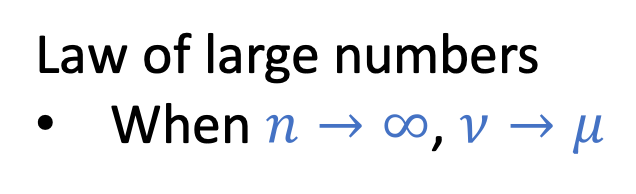 Law of large numbers
• When 𝑛 → ∞, 𝜈 → 𝜇